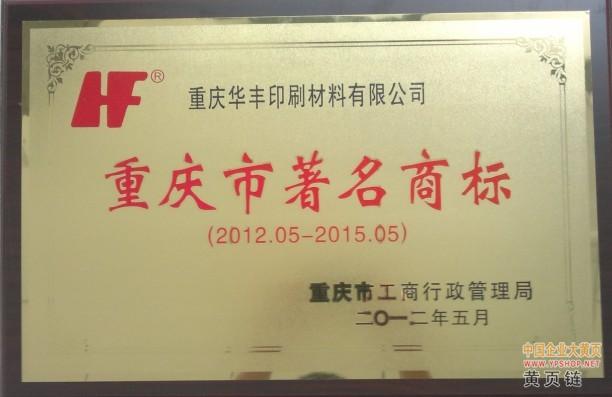 HF® 重庆华丰印刷材料有限公司
重庆市著名商标
(2012.05-2015.05)
重庆市工商行政管理局
二〇一二年五月
中国企业大黄页
WWW.YPSHOP.NET
黄页链